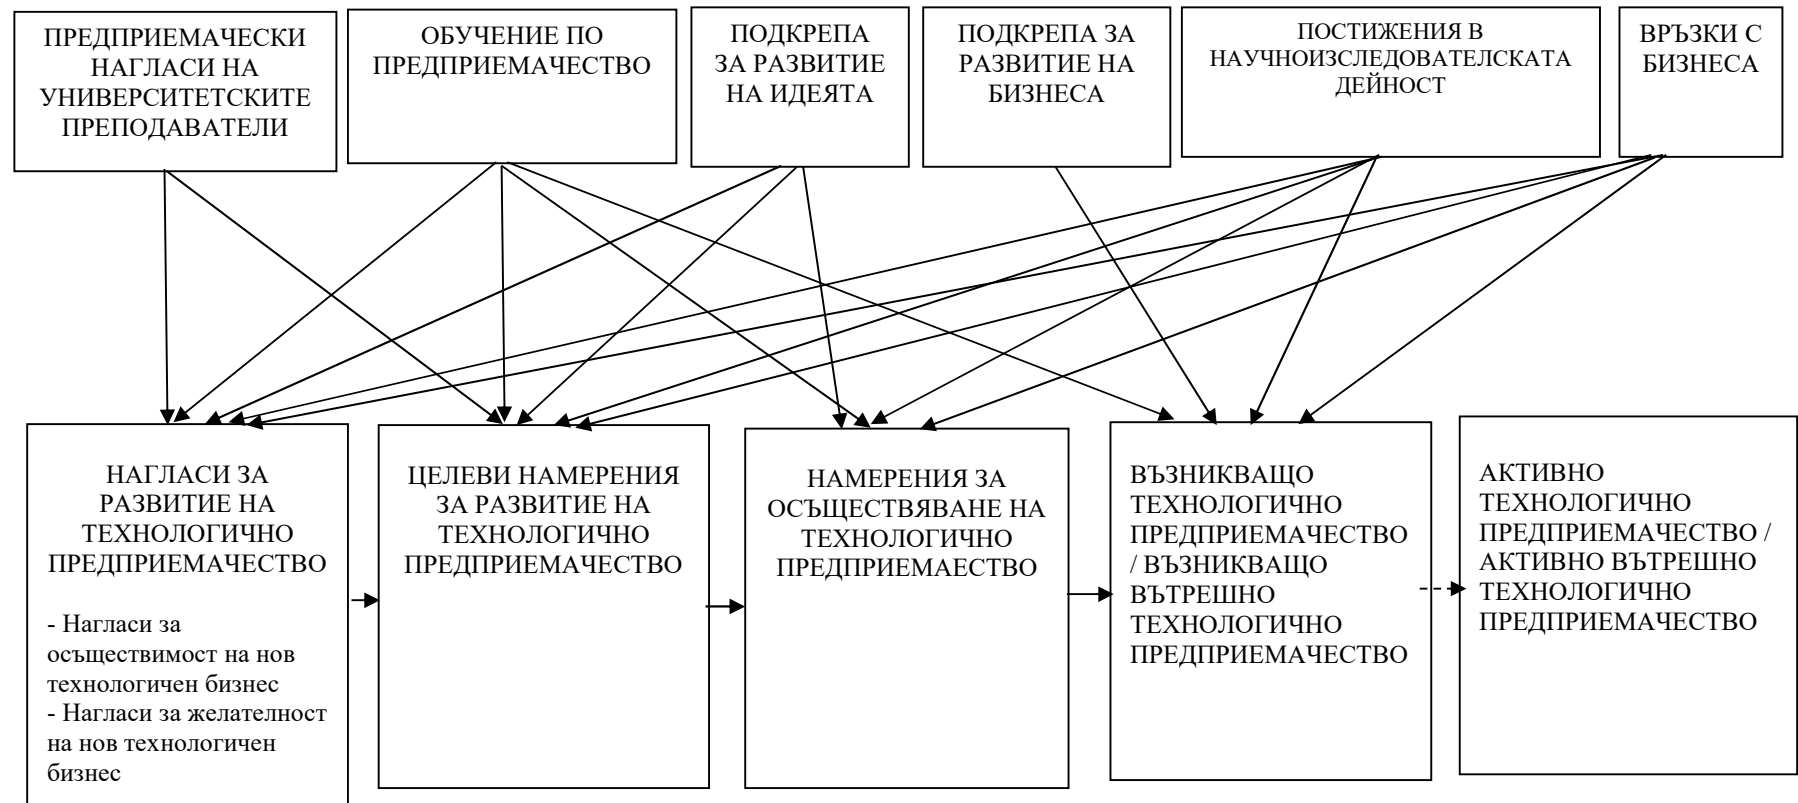 ПРЕДПРИЕМАЧЕСКИ
НАГЛАСИ НА
УНИВЕРСИТЕТСКИТЕ
ПРЕПОДАВАТЕЛИ
ОБУЧЕНИЕ ПО
ПРЕДПРИЕМАЧЕСТВО
ПОДКРЕПА
ЗА РАЗВИТИЕ
НА ИДЕЯТА
ПОДКРЕПА ЗА
РАЗВИТИЕ НА
БИЗНЕСА
ПОСТИЖЕНИЯ В
НАУЧНОИЗСЛЕДОВАТЕЛСКАТА
ДЕЙНОСТ
ВРЪЗКИ С
БИЗНЕСА
НАГЛАСИ ЗА
РАЗВИТИЕ НА
ТЕХНОЛОГИЧНО
ПРЕДПРИЕМАЧЕСТВО
- Нагласи за
осъществимост на нов
технологичен бизнес
- Нагласи за желателност
на нов технологичен
бизнес
ЦЕЛЕВИ НАМЕРЕНИЯ
ЗА РАЗВИТИЕ НА
ТЕХНОЛОГИЧНО
ПРЕДПРИЕМАЧЕСТВО
НАМЕРЕНИЯ ЗА
ОСЪЩЕСТВЯВАНЕ НА
ТЕХНОЛОГИЧНО
ПРЕДПРИЕМАЕСТВО
ВЪЗНИКВАЩО
ТЕХНОЛОГИЧНО
ПРЕДПРИЕМАЧЕСТВО
/ ВЪЗНИКВАЩО
ВЪТРЕШНО
ТЕХНОЛОГИЧНО
ПРЕДПРИЕМАЧЕСТВО
АКТИВНО
ТЕХНОЛОГИЧНО
ПРЕДПРИЕМАЧЕСТВО /
АКТИВНО ВЪТРЕШНО
ТЕХНОЛОГИЧНО
ПРЕДПРИЕМАЧЕСТВО